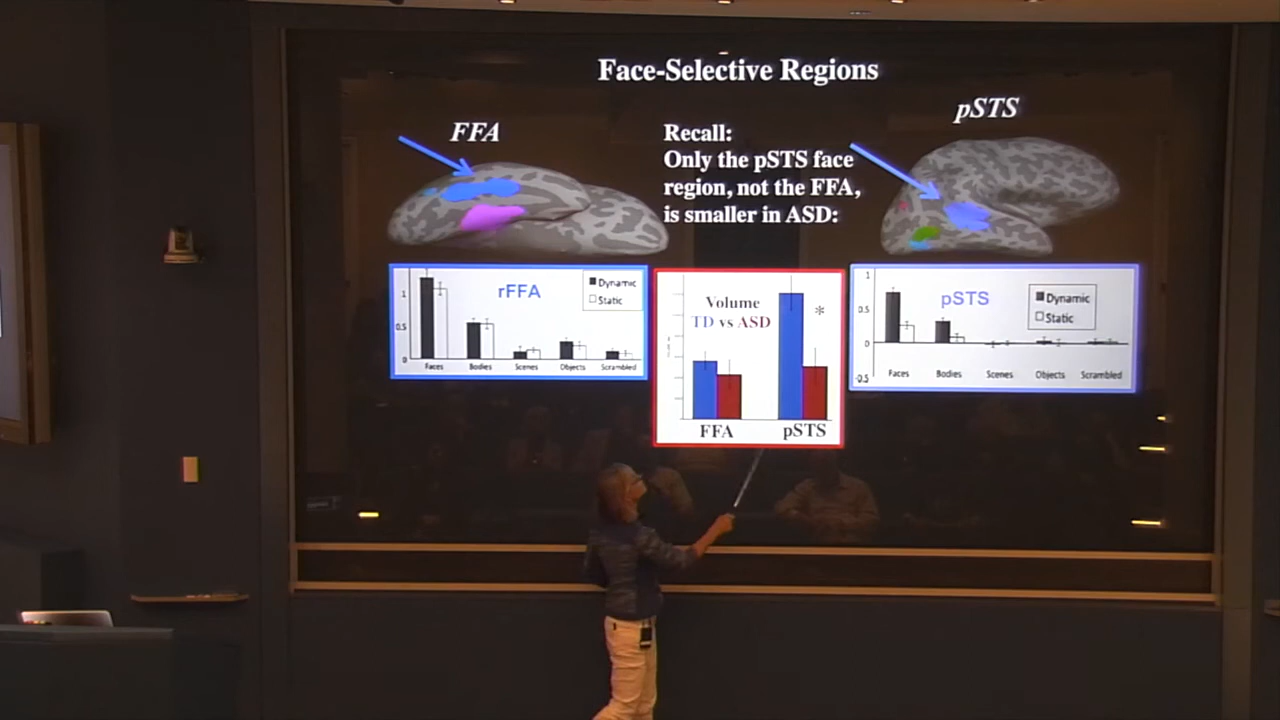 Face-Selective Regions
FFA
Recall:
Only the pSTS face
region, not the FFA,
is smaller in ASD:
pSTS
rFFA
Dynamic
Static
1
0.5
0
Faces
Bodies
Scenes
Objects
Scrambled
Volume
TD vs ASD
*
FFA
pSTS
pSTS
Dynamic
Static
1
0.5
0
-0.5
Faces
Bodies
Scenes
Objects
Scrambled